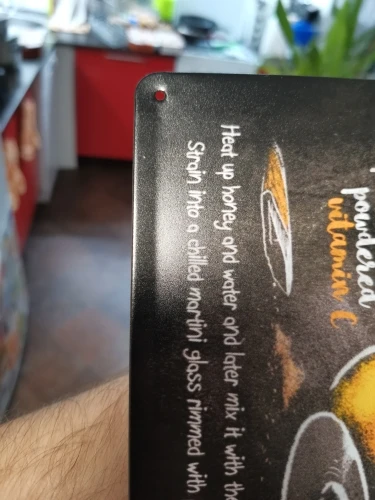 powdered
vitamin C
Heat up honey and water and later mix it with the
Strain into a chilled martini glass rimmed with